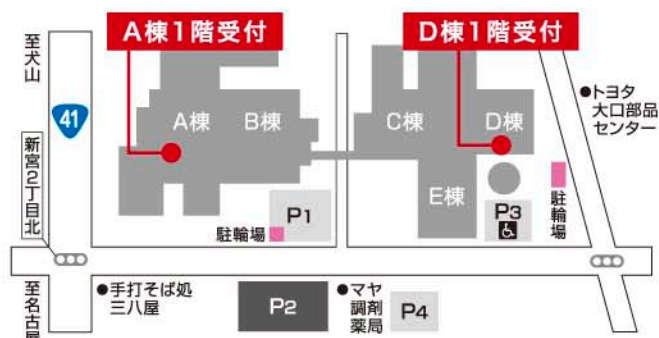 A棟1階受付
D棟1階受付
至犬山
41
新宮2丁目北
至名古屋
A棟
B棟
C棟
D棟
E棟
●トヨタ
大口部品
センター
P1
駐輪場
P3
駐輪場
●手打そば処
三八屋
P2
●マヤ
調剤
薬局
P4